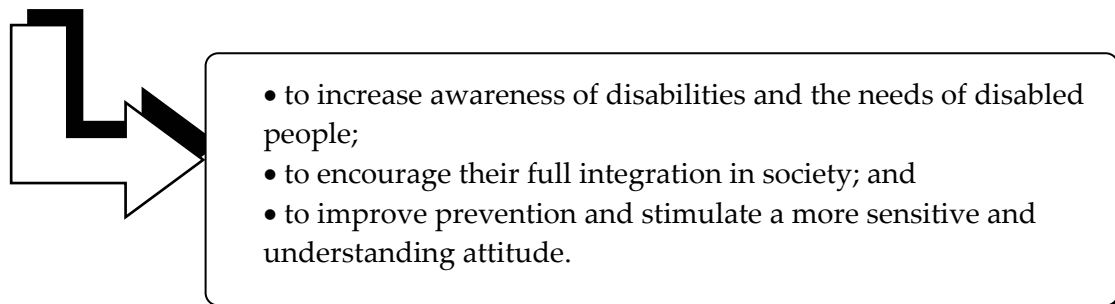 • to increase awareness of disabilities and the needs of disabled
people;
• to encourage their full integration in society; and
• to improve prevention and stimulate a more sensitive and
understanding attitude.